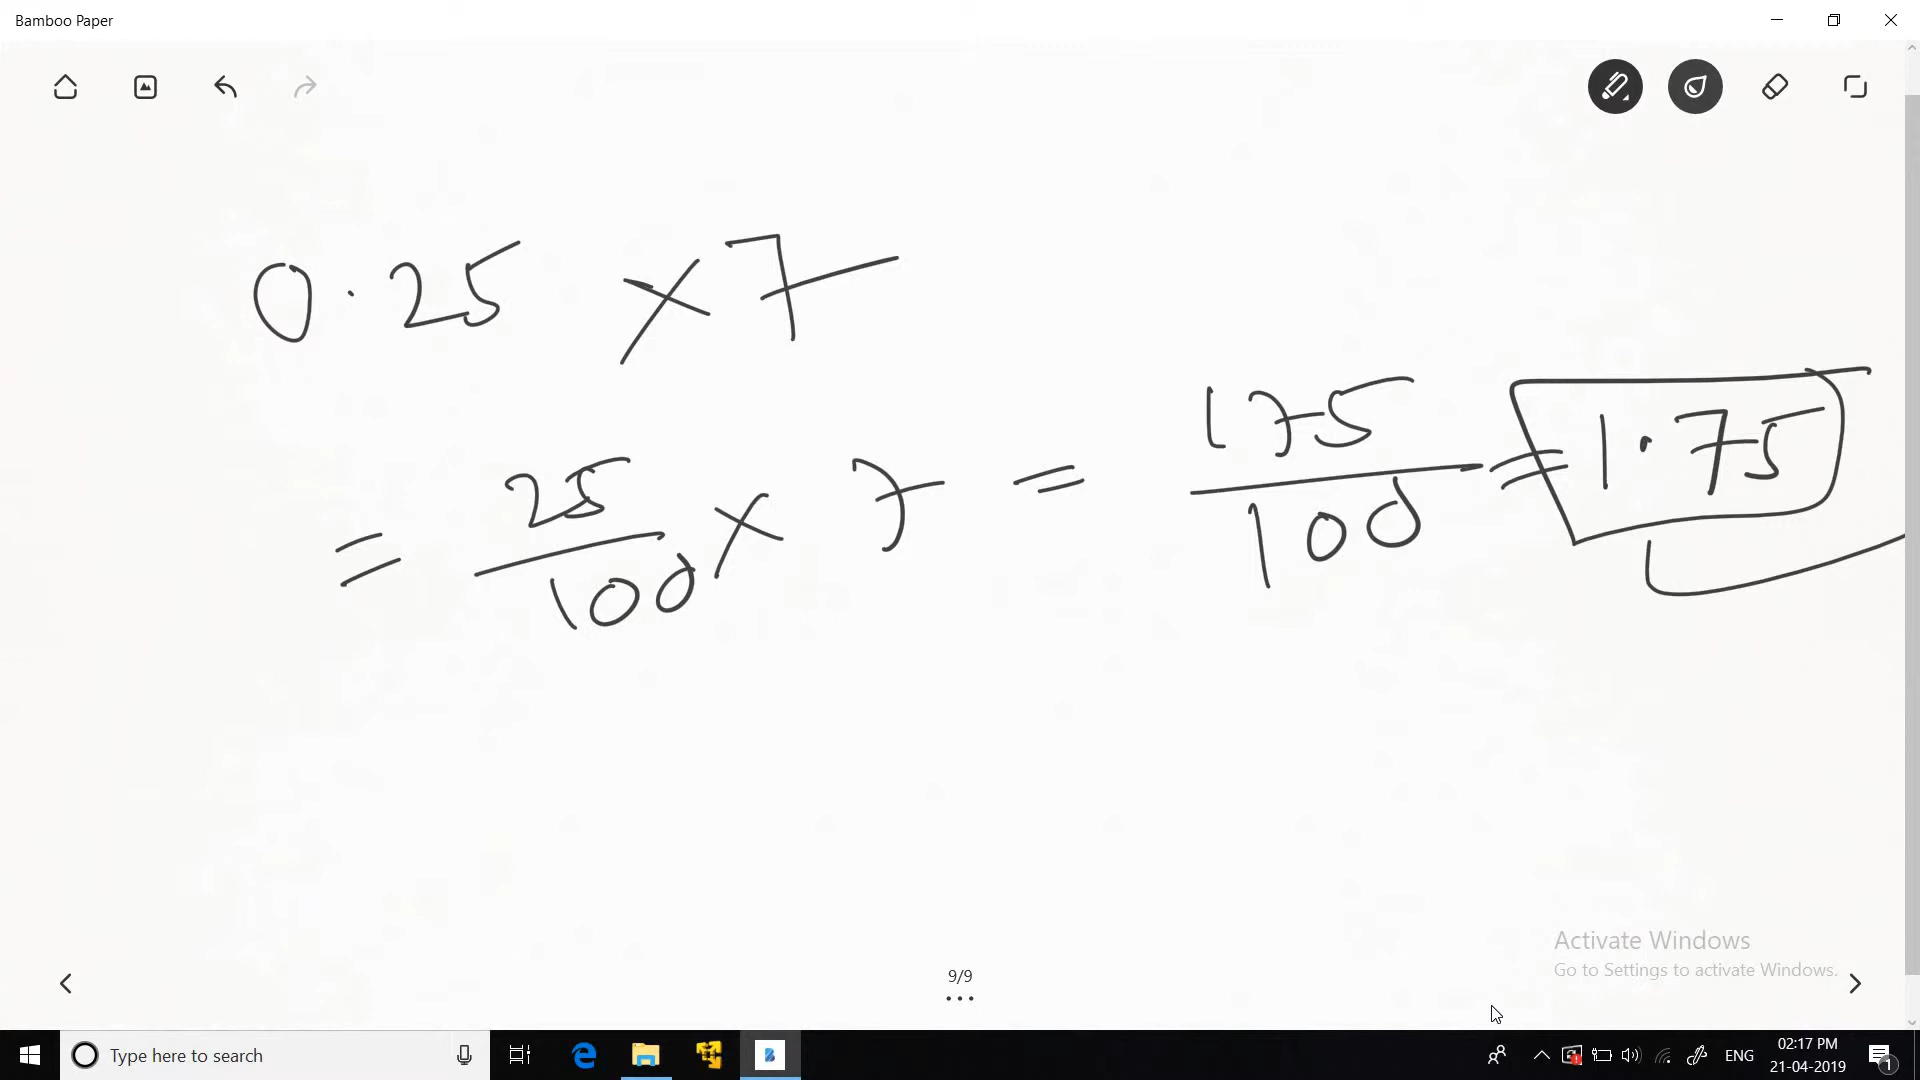 Bamboo Paper
0.25 × 7
= 25/100 × 7 = 175/100 = 1.75
Activate Windows
Go to Settings to activate Windows.
9/9
Type here to search
ENG
02:17 PM
21-04-2019
1